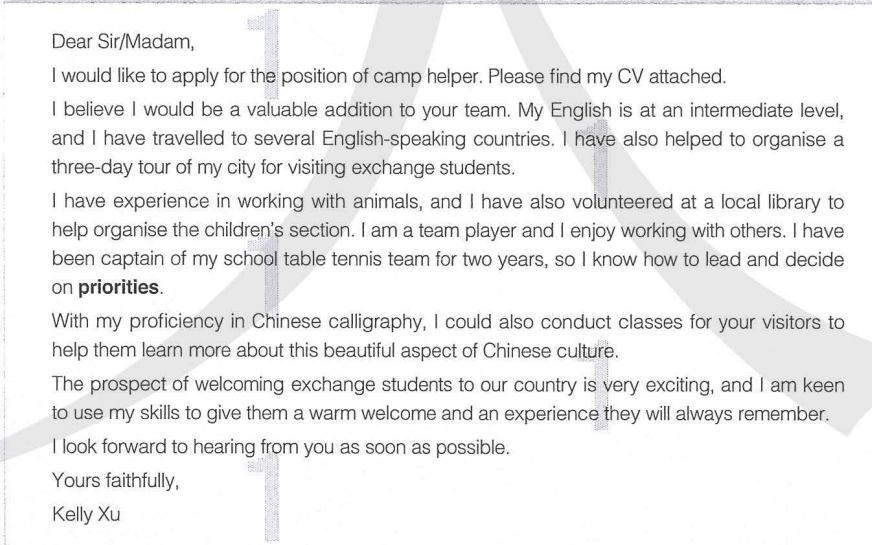 Dear Sir/Madam,
I would like to apply for the position of camp helper. Please find my CV attached.
I believe I would be a valuable addition to your team. My English is at an intermediate level,
and I have travelled to several English-speaking countries. I have also helped to organise a
three-day tour of my city for visiting exchange students.
I have experience in working with animals, and I have also volunteered at a local library to
help organise the children's section. I am a team player and I enjoy working with others. I have
been captain of my school table tennis team for two years, so I know how to lead and decide
on priorities.
With my proficiency in Chinese calligraphy, I could also conduct classes for your visitors to
help them learn more about this beautiful aspect of Chinese culture.
The prospect of welcoming exchange students to our country is very exciting, and I am keen
to use my skills to give them a warm welcome and an experience they will always remember.
I look forward to hearing from you as soon as possible.
Yours faithfully,
Kelly Xu